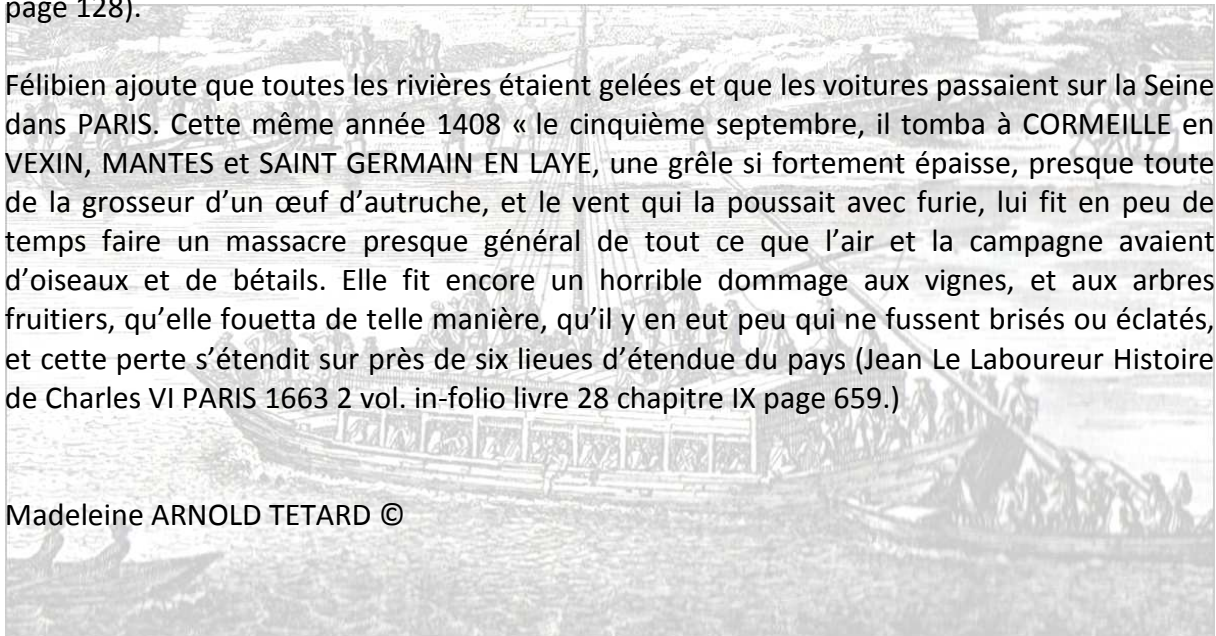 page 128).
Félibien ajoute que toutes les rivières étaient gelées et que les voitures passaient sur la Seine
dans PARIS. Cette même année 1408 « le cinquième septembre, il tomba à CORMEILLE en
VEXIN, MANTES et SAINT GERMAIN EN LAYE, une grêle si fortement épaisse, presque toute
de la grosseur d’un œuf d’autruche, et le vent qui la poussait avec furie, lui fit en peu de
temps faire un massacre presque général de tout ce que l’air et la campagne avaient
d’oiseaux et de bétails. Elle fit encore un horrible dommage aux vignes, et aux arbres
fruitiers, qu’elle fouetta de telle manière, qu’il y en eut peu qui ne fussent brisés ou éclatés,
et cette perte s’étendit sur près de six lieues d’étendue du pays (Jean Le Laboureur Histoire
de Charles VI PARIS 1663 2 vol. in-folio livre 28 chapitre IX page 659.)
Madeleine ARNOLD TETARD ©